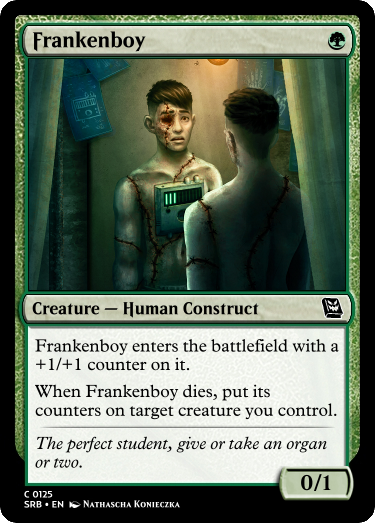 Frankenboy
Creature — Human Construct
Frankenboy enters the battlefield with a
+1/+1 counter on it.
When Frankenboy dies, put its
counters on target creature you control.
The perfect student, give or take an organ
or two.
0/1
C 0125
SRB • EN Nathascha Konieczka